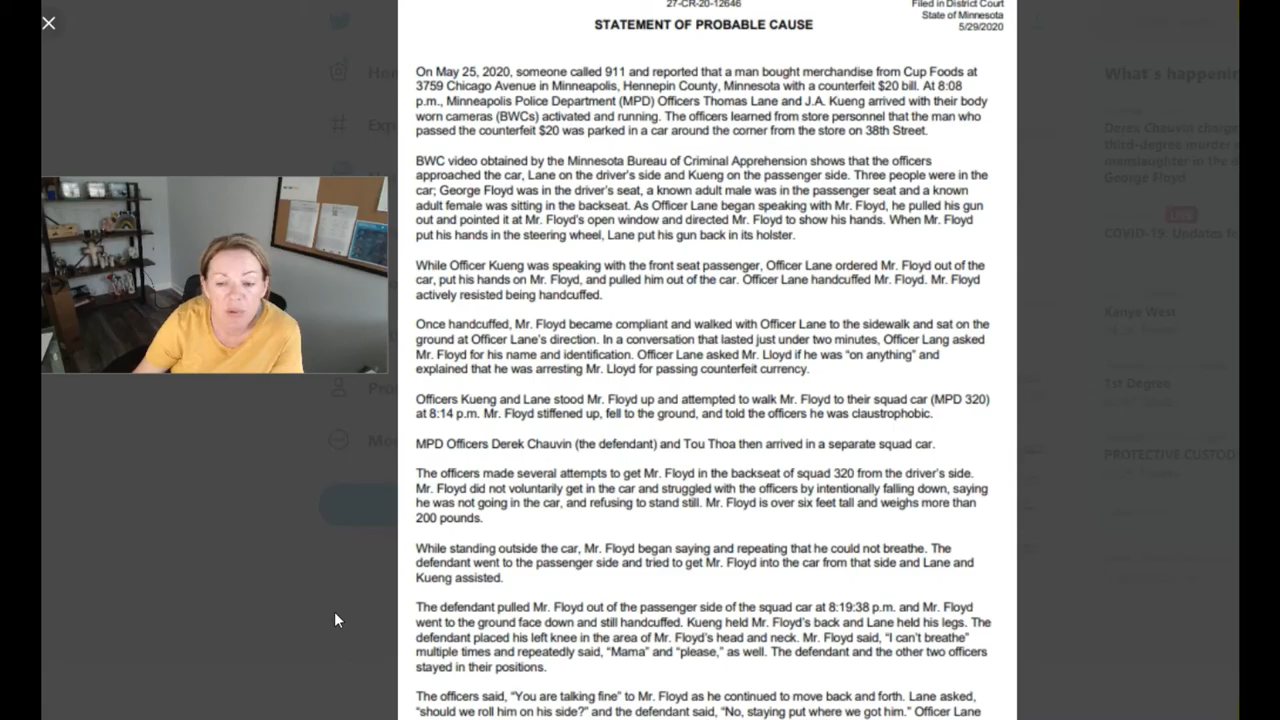 27-CR-20-12646
Filed in District Court
State of Minnesota
5/29/2020
STATEMENT OF PROBABLE CAUSE
On May 25, 2020, someone called 911 and reported that a man bought merchandise from Cup Foods at
3759 Chicago Avenue in Minneapolis, Hennepin County, Minnesota with a counterfeit $20 bill. At 8:08
p.m., Minneapolis Police Department (MPD) Officers Thomas Lane and J.A. Kueng arrived with their body
worn cameras (BWCs) activated and running. The officers learned from store personnel that the man who
passed the counterfeit $20 was parked in a car around the corner from the store on 38th Street.
BWC video obtained by the Minnesota Bureau of Criminal Apprehension shows that the officers
approached the car, Lane on the driver's side and Kueng on the passenger side. Three people were in the
car; George Floyd was in the driver's seat, a known adult male was in the passenger seat and a known
adult female was sitting in the backseat. As Officer Lane began speaking with Mr. Floyd, he pulled his gun
out and pointed it at Mr. Floyd's open window and directed Mr. Floyd to show his hands. When Mr. Floyd
put his hands in the steering wheel, Lane put his gun back in its holster.
While Officer Kueng was speaking with the front seat passenger, Officer Lane ordered Mr. Floyd out of the
car, put his hands on Mr. Floyd, and pulled him out of the car. Officer Lane handcuffed Mr. Floyd. Mr. Floyd
actively resisted being handcuffed.
Once handcuffed, Mr. Floyd became compliant and walked with Officer Lane to the sidewalk and sat on the
ground at Officer Lane's direction. In a conversation that lasted just under two minutes, Officer Lang asked
Mr. Floyd for his name and identification. Officer Lane asked Mr. Lloyd if he was "on anything" and
explained that he was arresting Mr. Lloyd for passing counterfeit currency.
Officers Kueng and Lane stood Mr. Floyd up and attempted to walk Mr. Floyd to their squad car (MPD 320)
at 8:14 p.m. Mr. Floyd stiffened up, fell to the ground, and told the officers he was claustrophobic.
MPD Officers Derek Chauvin (the defendant) and Tou Thoa then arrived in a separate squad car.
The officers made several attempts to get Mr. Floyd in the backseat of squad 320 from the driver's side.
Mr. Floyd did not voluntarily get in the car and struggled with the officers by intentionally falling down, saying
he was not going in the car, and refusing to stand still. Mr. Floyd is over six feet tall and weighs more than
200 pounds.
While standing outside the car, Mr. Floyd began saying and repeating that he could not breathe. The
defendant went to the passenger side and tried to get Mr. Floyd into the car from that side and Lane and
Kueng assisted.
The defendant pulled Mr. Floyd out of the passenger side of the squad car at 8:19:38 p.m. and Mr. Floyd
went to the ground face down and still handcuffed. Kueng held Mr. Floyd's back and Lane held his legs. The
defendant placed his left knee in the area of Mr. Floyd's head and neck. Mr. Floyd said, "I can't breathe"
multiple times and repeatedly said, "Mama" and "please," as well. The defendant and the other two officers
stayed in their positions.
The officers said, "You are talking fine" to Mr. Floyd as he continued to move back and forth. Lane asked,
"should we roll him on his side?" and the defendant said, "No, staying put where we got him." Officer Lane
What's happenin
Derek Chauvin charg
third-degree murder
manslaughter in the
George Floyd
Live
COVID-19: Updates fo
Kanye West
1st Degree
PROTECTIVE CUSTOD